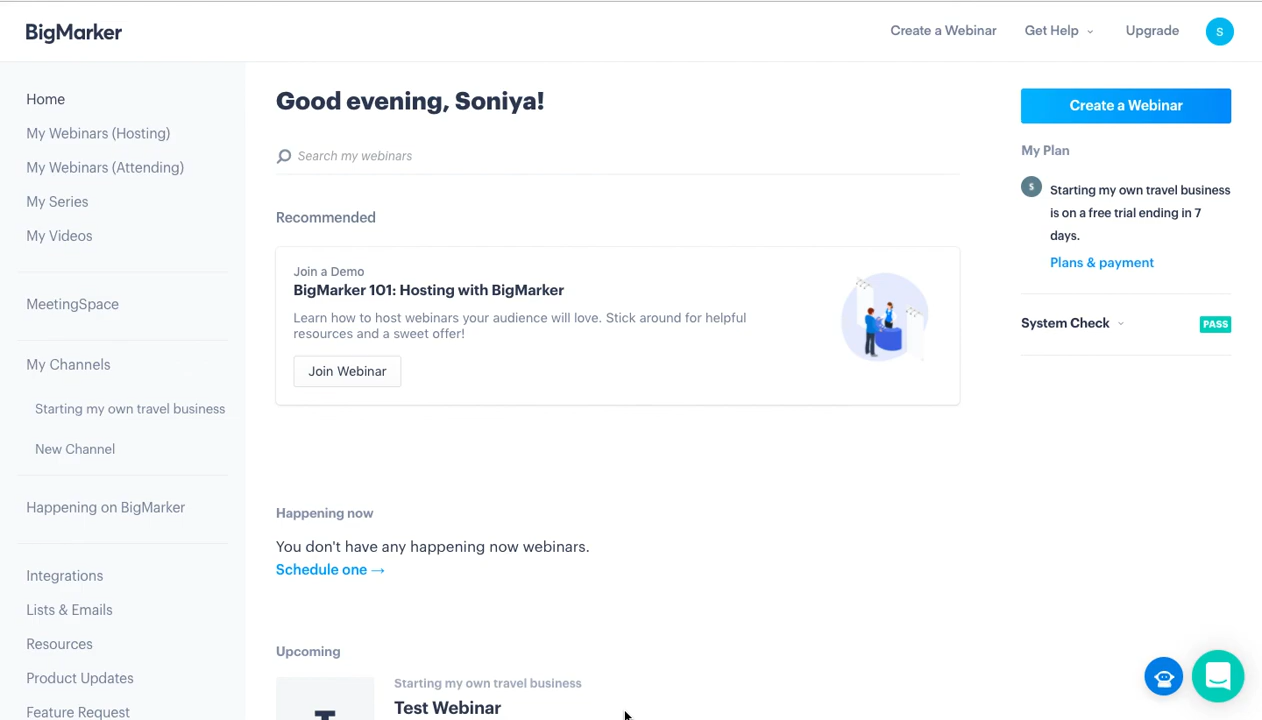 BigMarker
Create a Webinar
Get Help
Upgrade
S
Home
My Webinars (Hosting)
My Webinars (Attending)
My Series
My Videos
MeetingSpace
My Channels
Starting my own travel business
New Channel
Happening on BigMarker
Integrations
Lists & Emails
Resources
Product Updates
Feature Request
Good evening, Soniya!
Search my webinars
Recommended
Join a Demo
BigMarker 101: Hosting with BigMarker
Learn how to host webinars your audience will love. Stick around for helpful
resources and a sweet offer!
Join Webinar
Happening now
You don't have any happening now webinars.
Schedule one →
Upcoming
T
Starting my own travel business
Test Webinar
Create a Webinar
My Plan
S
Starting my own travel business
is on a free trial ending in 7
days.
Plans & payment
System Check
PASS